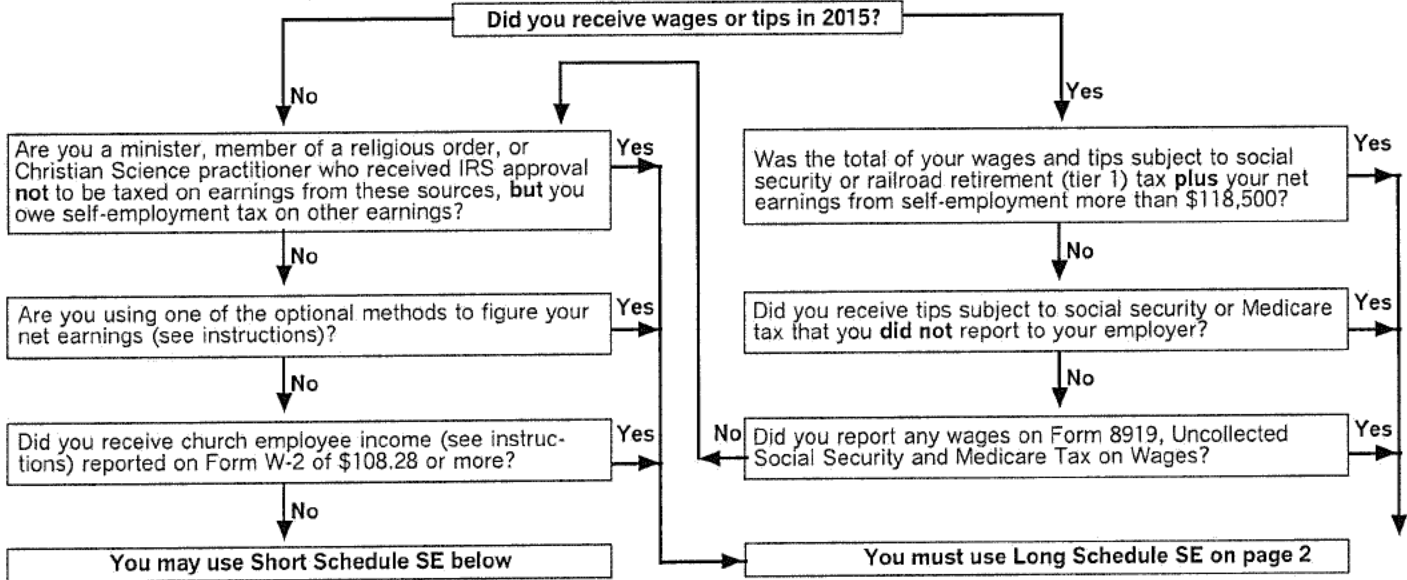 Did you receive wages or tips in 2015?
No
Yes
Are you a minister, member of a religious order, or
Christian Science practitioner who received IRS approval
not to be taxed on earnings from these sources, but you
owe self-employment tax on other earnings?
Yes
Was the total of your wages and tips subject to social
security or railroad retirement (tier 1) tax plus your net
earnings from self-employment more than $118,500?
Yes
No
No
Are you using one of the optional methods to figure your
net earnings (see instructions)?
Yes
Did you receive tips subject to social security or Medicare
tax that you did not report to your employer?
Yes
No
No
Did you receive church employee income (see instruc-
tions) reported on Form W-2 of $108.28 or more?
Yes
No
Did you report any wages on Form 8919, Uncollected
Social Security and Medicare Tax on Wages?
Yes
No
You may use Short Schedule SE below
You must use Long Schedule SE on page 2